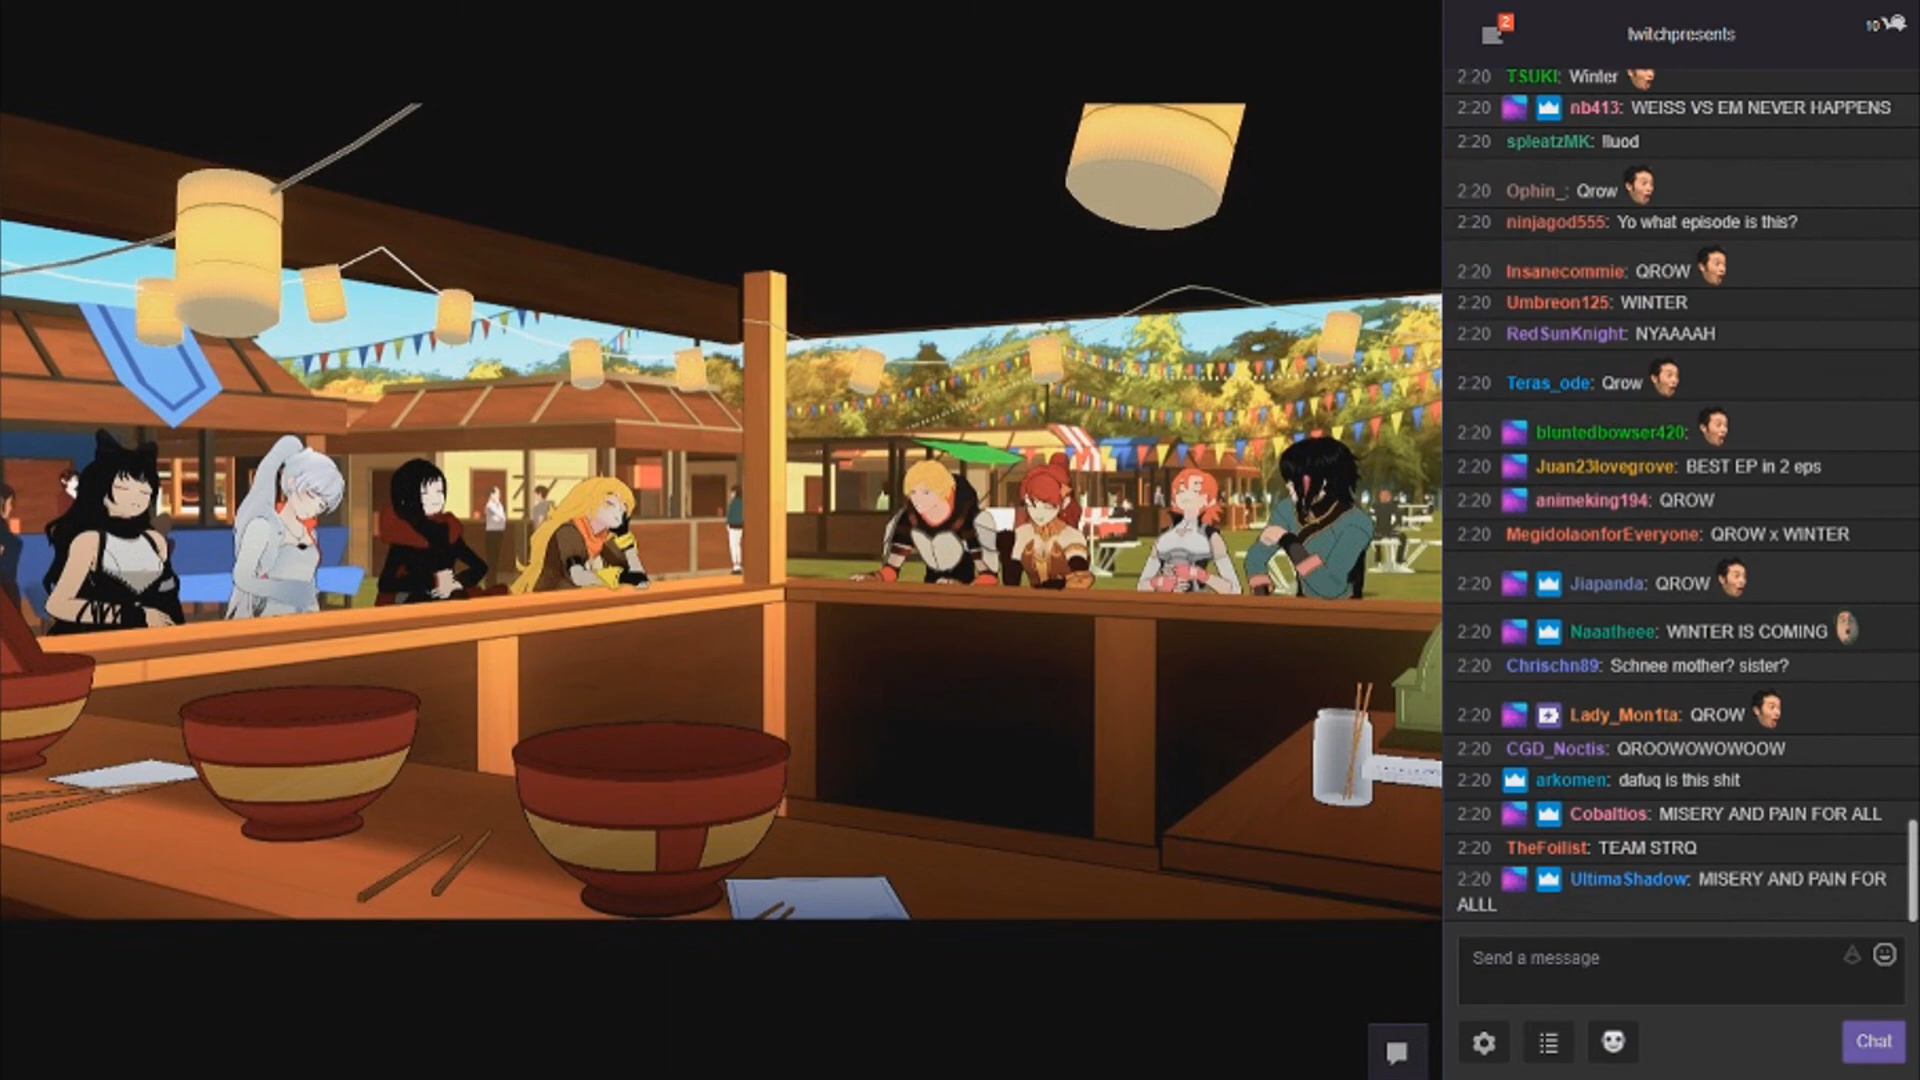 2
twitchpresents
10
2:20 TSUKI: Winter
2:20 nb413: WEISS VS EM NEVER HAPPENS
2:20 spleatzMK: !luod
2:20 Ophin_: Qrow
2:20 ninjagod555: Yo what episode is this?
2:20 Insanecommie: QROW
2:20 Umbreon125: WINTER
2:20 RedSunKnight: NYAAAAH
2:20 Teras_ode: Qrow
2:20 bluntedbowser420:
2:20 Juan23lovegrove: BEST EP in 2 eps
2:20 animeking194: QROW
2:20 MegidolaonforEveryone: QROW x WINTER
2:20 Jiapanda: QROW
2:20 Naaatheee: WINTER IS COMING
2:20 Chrischn89: Schnee mother? sister?
2:20 Lady_Mon1ta: QROW
2:20 CGD_Noctis: QROOWOWOWOOW
2:20 arkomen: dafuq is this shit
2:20 Cobaltios: MISERY AND PAIN FOR ALL
2:20 TheFoilist: TEAM STRQ
2:20 UltimaShadow: MISERY AND PAIN FOR
ALLL
Send a message
Chat